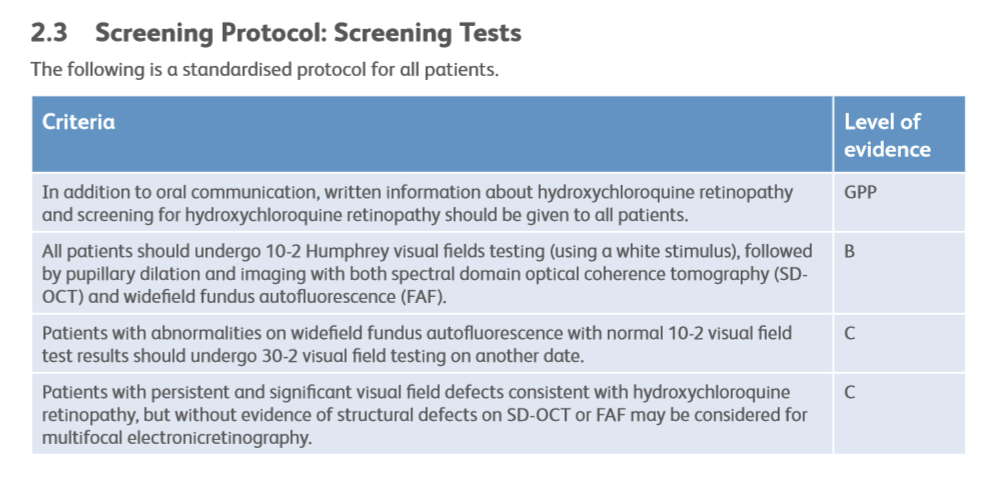 2.3 Screening Protocol: Screening Tests
The following is a standardised protocol for all patients.
Criteria
Level of
evidence
In addition to oral communication, written information about hydroxychloroquine retinopathy
and screening for hydroxychloroquine retinopathy should be given to all patients.
GPP
All patients should undergo 10-2 Humphrey visual fields testing (using a white stimulus), followed
by pupillary dilation and imaging with both spectral domain optical coherence tomography (SD-
OCT) and widefield fundus autofluorescence (FAF).
B
Patients with abnormalities on widefield fundus autofluorescence with normal 10-2 visual field
test results should undergo 30-2 visual field testing on another date.
C
Patients with persistent and significant visual field defects consistent with hydroxychloroquine
retinopathy, but without evidence of structural defects on SD-OCT or FAF may be considered for
multifocal electronicretinography.
C